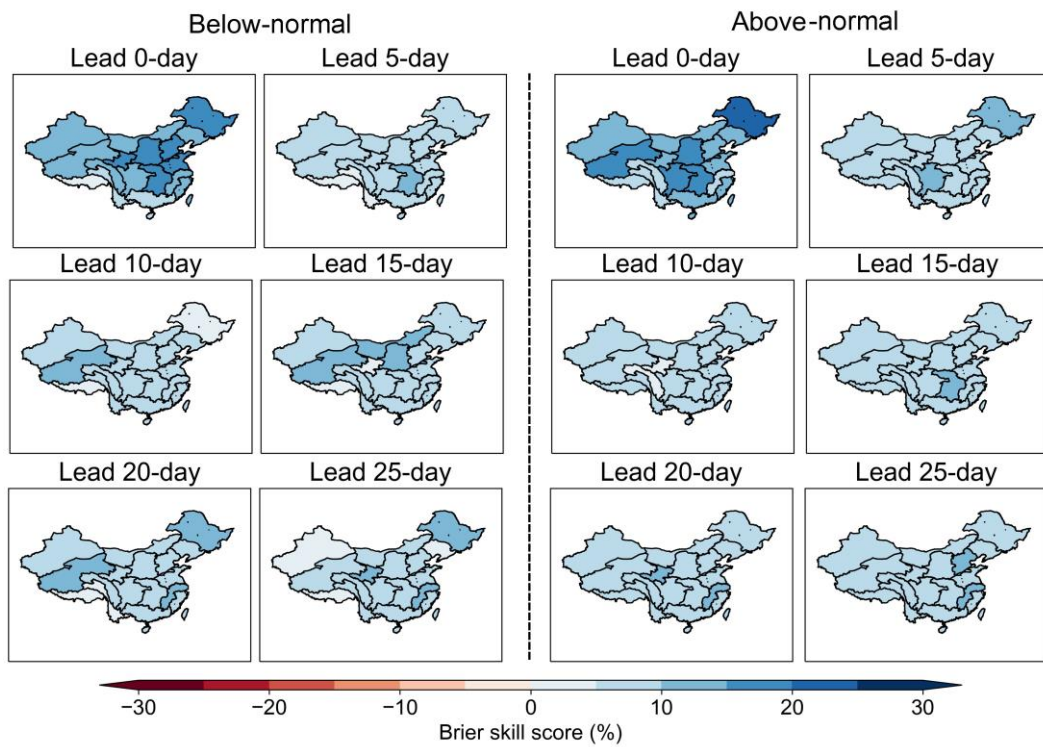 Below-normal
Above-normal
Lead 0-day
Lead 5-day
Lead 0-day
Lead 5-day
Lead 10-day
Lead 15-day
Lead 10-day
Lead 15-day
Lead 20-day
Lead 25-day
Lead 20-day
Lead 25-day
−30
−20
−10
0
10
20
30
Brier skill score (%)